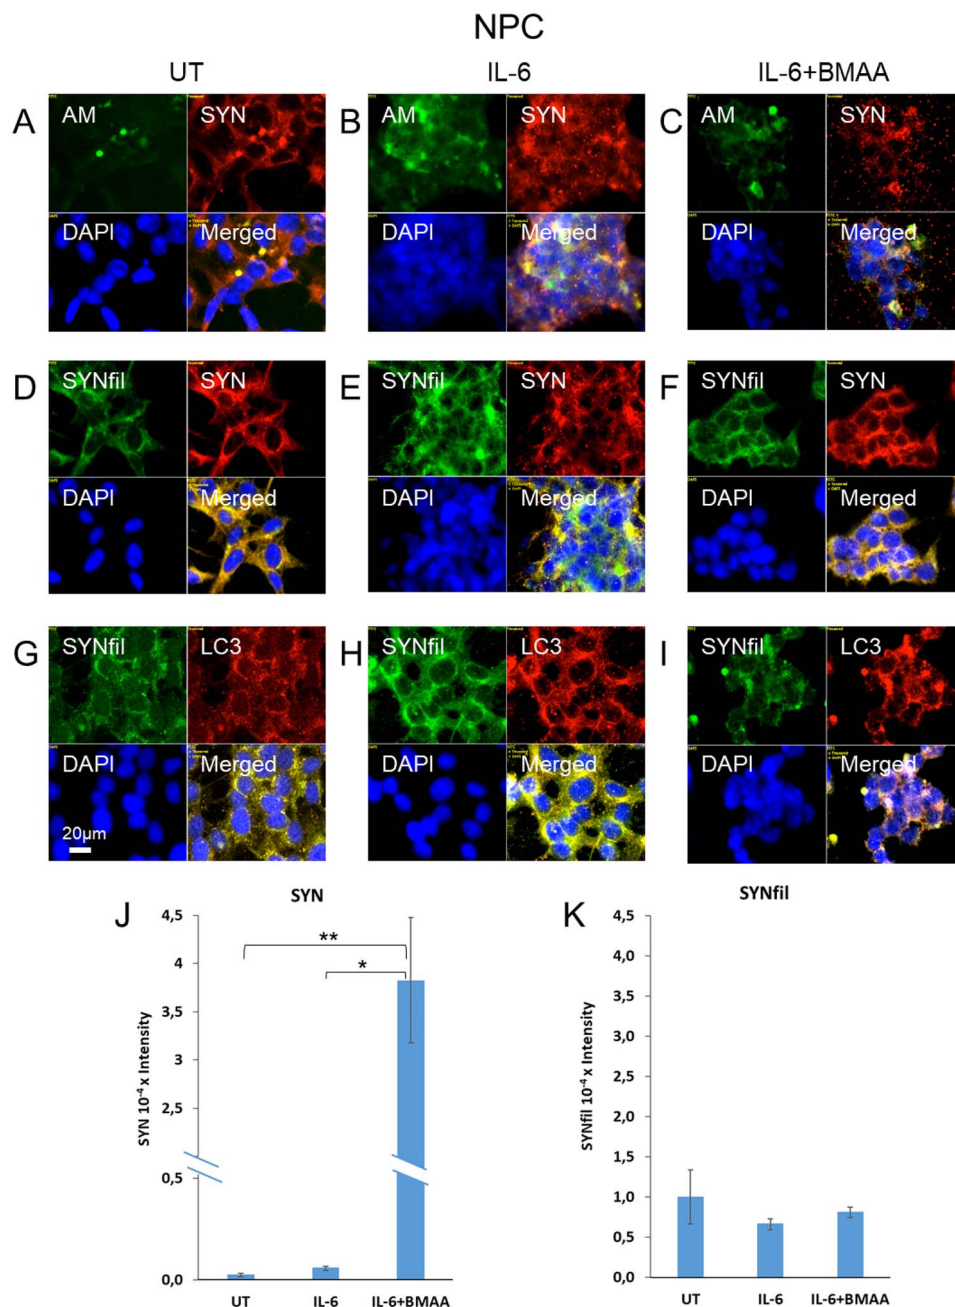 NPC
UT IL-6 IL-6+BMAA
A AM SYN B AM SYN C AM SYN
DAPI Merged DAPI Merged DAPI Merged
D SYNfil SYN E SYNfil SYN F SYNfil SYN
DAPI Merged DAPI Merged DAPI Merged
G SYNfil LC3 H SYNfil LC3 I SYNfil LC3
DAPI Merged DAPI Merged DAPI Merged
20µm
J
SYN
SYN 10⁻⁴ x Intensity
4,5
4
3,5
3
2,5
0,5
0,0
**
*
UT IL-6 IL-6+BMAA
K
SYNfil
SYNfil 10⁻⁴ x Intensity
4,5
4,0
3,5
3,0
2,5
2,0
1,5
1,0
0,5
0,0
UT IL-6 IL-6+BMAA